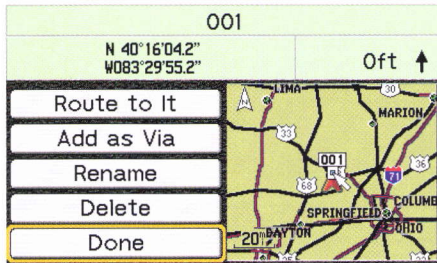 001
N 40°16'04.2"
W083°29'55.2"
0ft
Route to It
Add as Via
Rename
Delete
Done
LIMA
30
MARION
33
001
36
68
71
COLUMB
SPRINGFIELD
OHIO
DAYTON
20